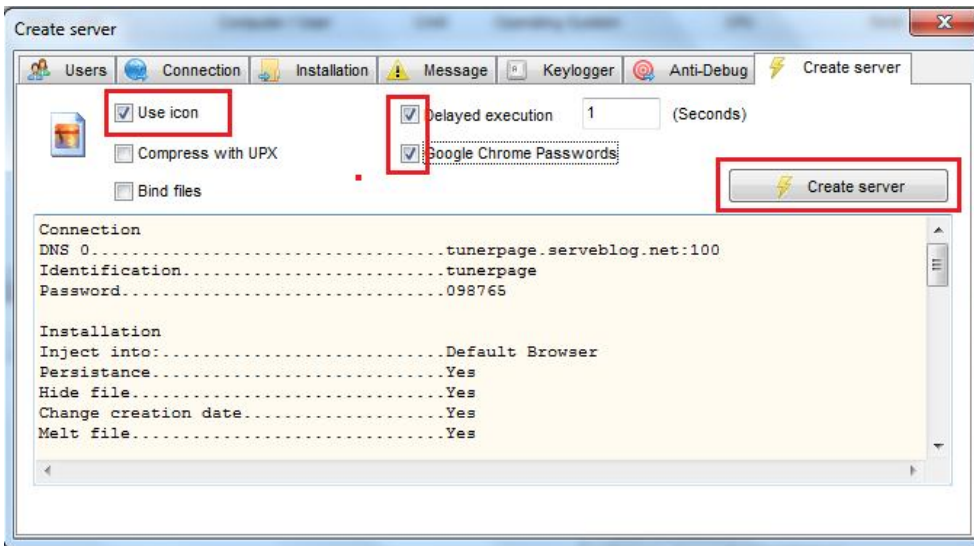 Create server
Users Connection Installation Message Keylogger Anti-Debug Create server
Use icon Delayed execution 1 (Seconds)
Compress with UPX Google Chrome Passwords
Bind files Create server
Connection
DNS 0..................................tunerpage.serveblog.net:100
Identification.........................tunerpage
Password...............................098765
Installation
Inject into:...........................Default Browser
Persistance............................Yes
Hide file..............................Yes
Change creation date...................Yes
Melt file..............................Yes